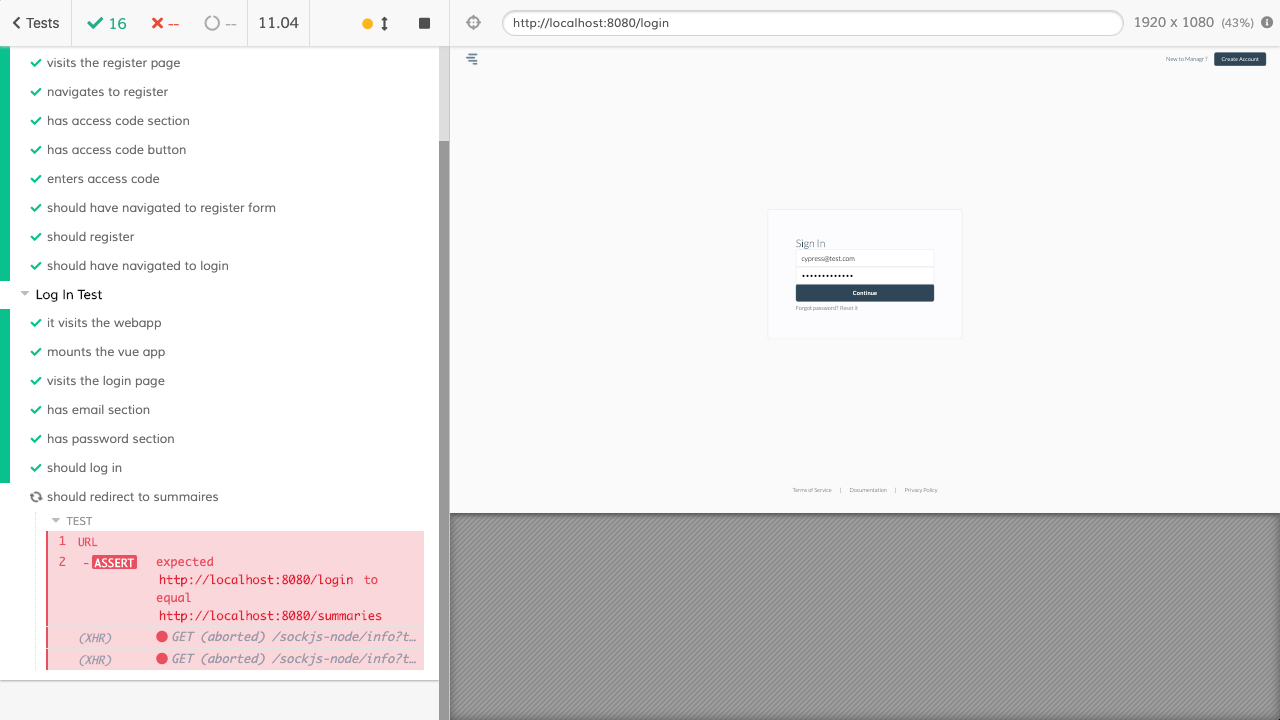 Tests
16
--
--
11.04
http://localhost:8080/login
1920 x 1080 (43%)
visits the register page
navigates to register
has access code section
has access code button
enters access code
should have navigated to register form
should register
should have navigated to login
Log In Test
it visits the webapp
mounts the vue app
visits the login page
has email section
has password section
should log in
should redirect to summaires
TEST
1 URL
2 -ASSERT expected
http://localhost:8080/login to
equal
http://localhost:8080/summaries
(XHR) GET (aborted) /sockjs-node/info?t…
(XHR) GET (aborted) /sockjs-node/info?t…
New to Managr ?
Create Account
Sign In
cypress@test.com
•••••••••••••
Continue
Forgot password? Reset it
Terms of Service | Documentation | Privacy Policy